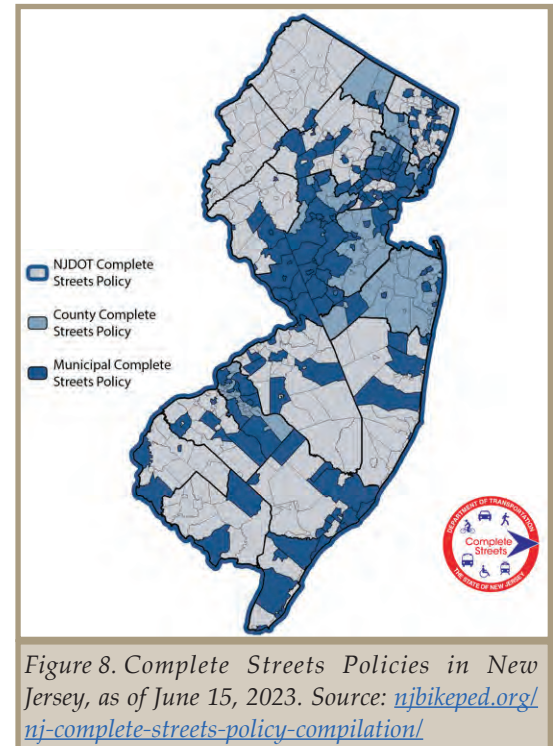 NJDOT Complete
Streets Policy
County Complete
Streets Policy
Municipal Complete
Streets Policy
DEPARTMENT OF TRANSPORTATION
Complete
Streets
THE STATE OF NEW JERSEY
Figure 8. Complete Streets Policies in New
Jersey, as of June 15, 2023. Source: njbikeped.org/
nj-complete-streets-policy-compilation/